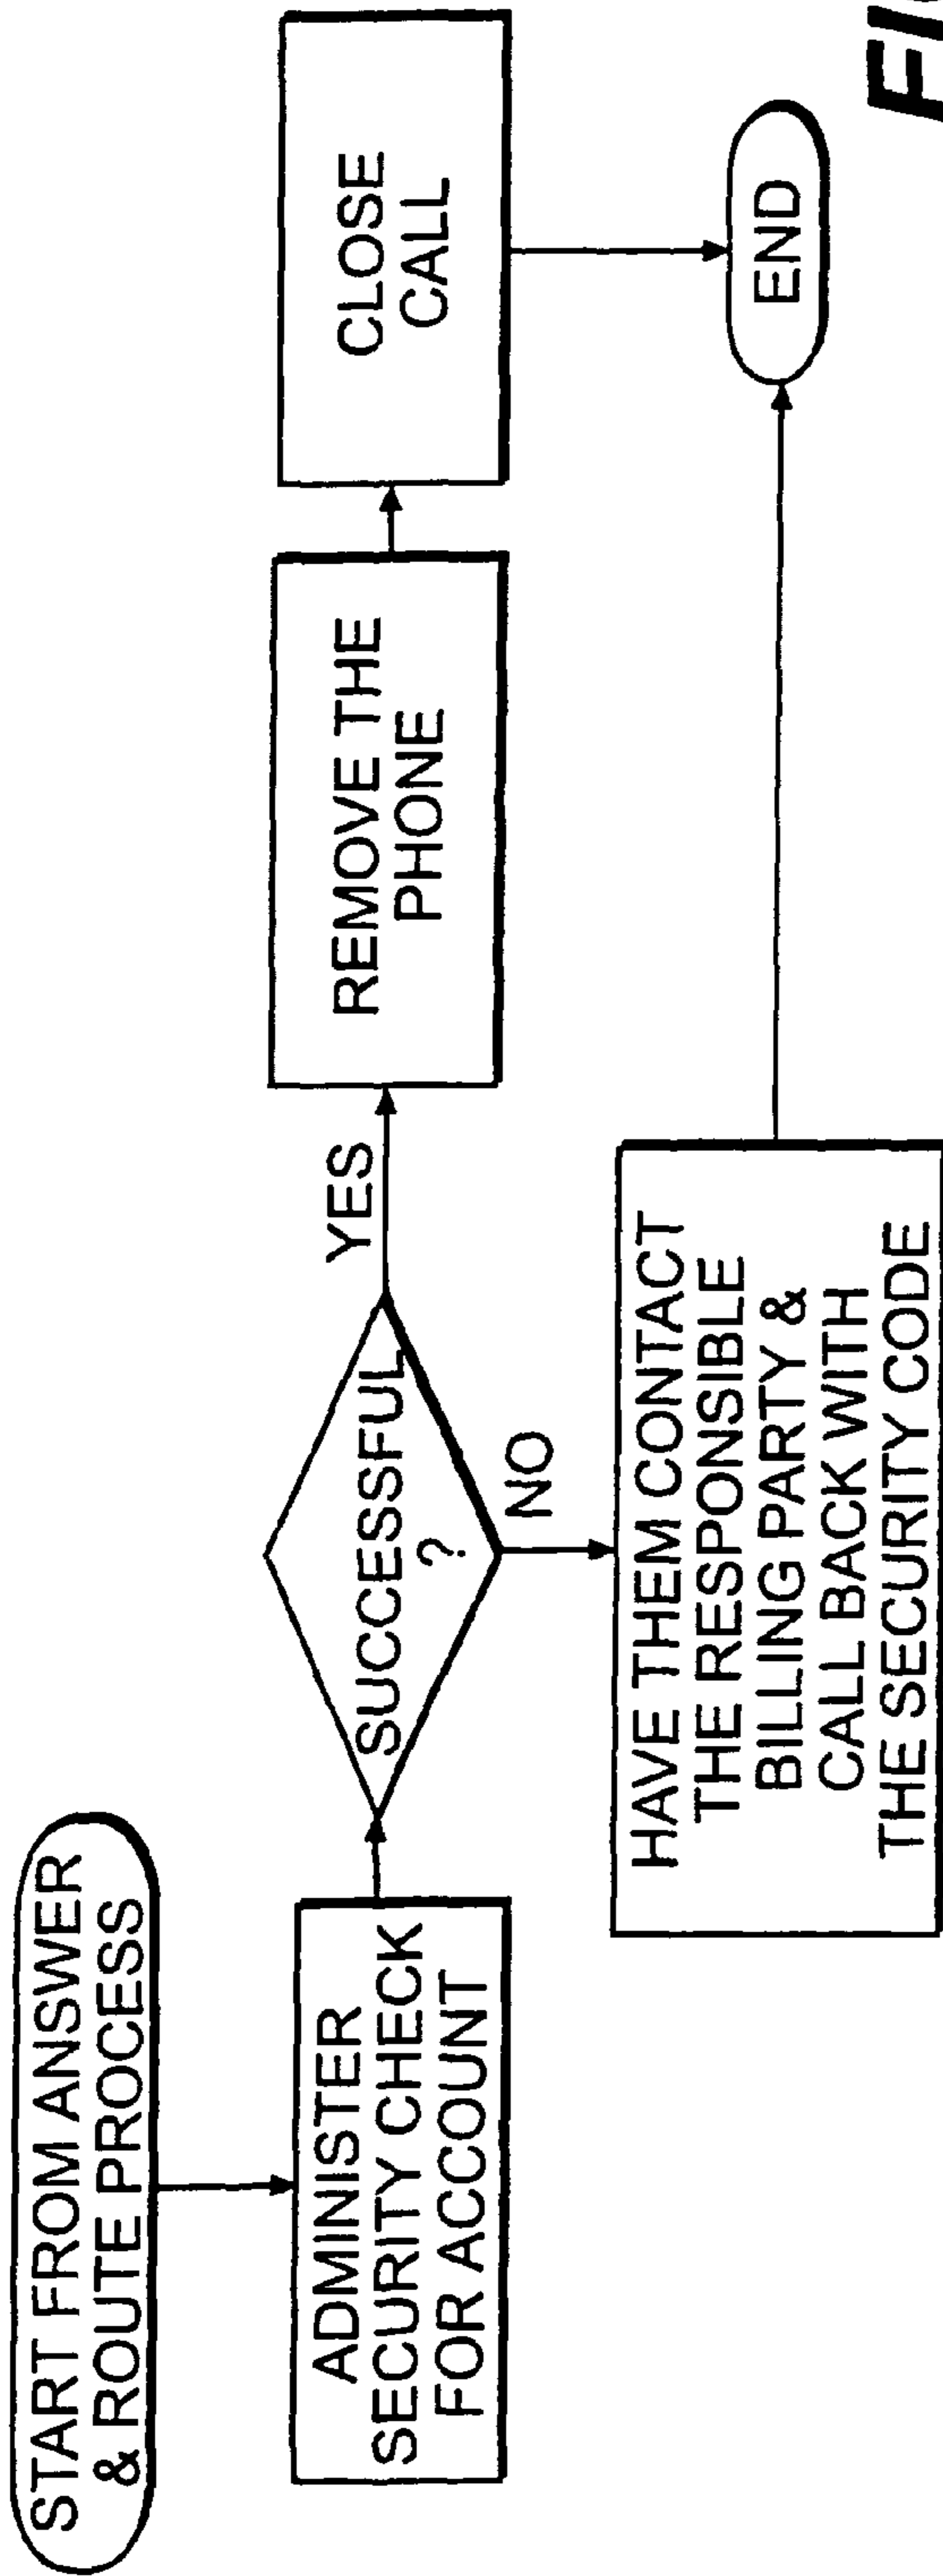 START FROM ANSWER
& ROUTE PROCESS
ADMINISTER
SECURITY CHECK
FOR ACCOUNT
SUCCESSFUL
?
YES
REMOVE THE
PHONE
CLOSE
CALL
NO
HAVE THEM CONTACT
THE RESPONSIBLE
BILLING PARTY &
CALL BACK WITH
THE SECURITY CODE
END